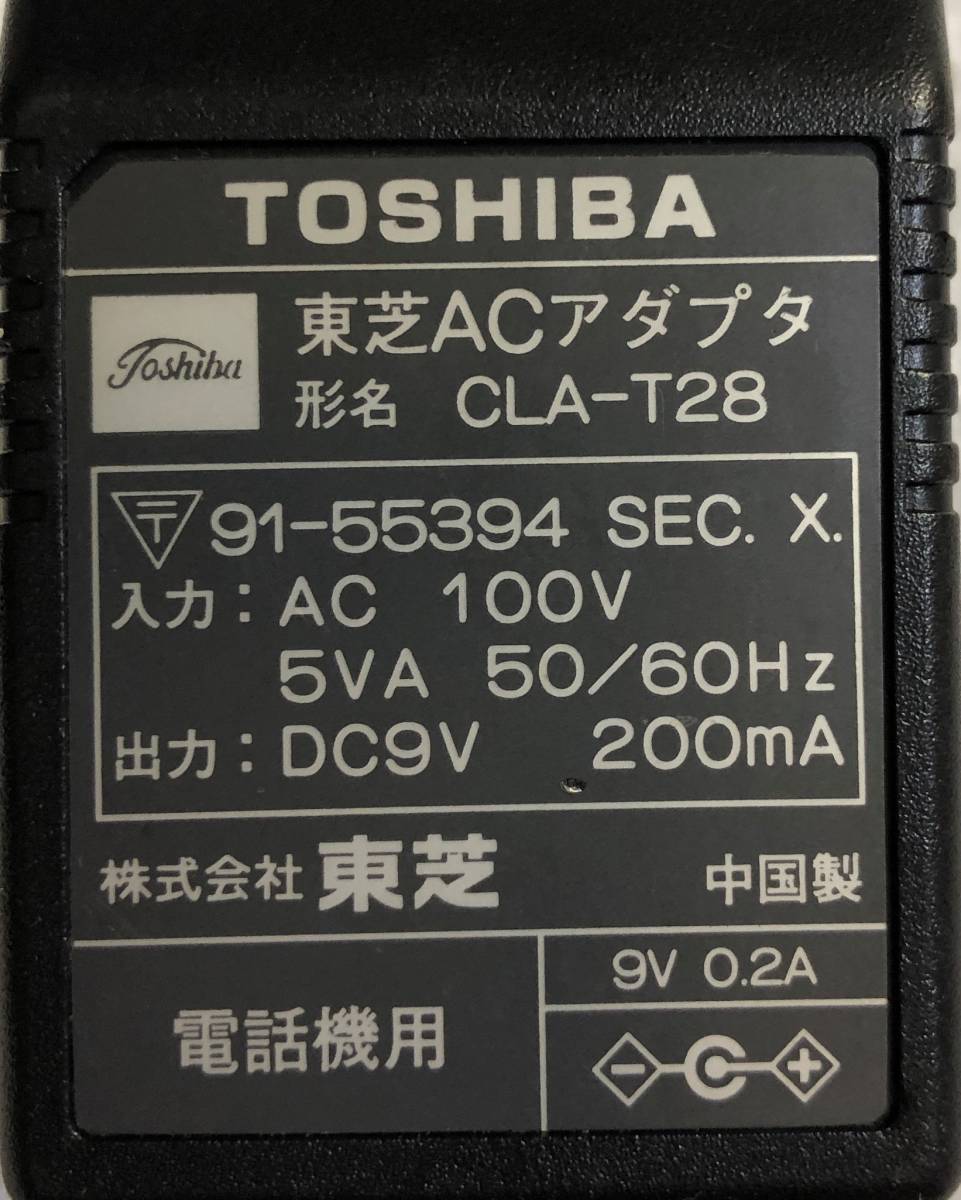 TOSHIBA
Toshiba
東芝ACアダプタ
形名 CLA-T28
〒 91-55394 SEC. X.
入力: AC 100V
5VA 50/60Hz
出力: DC9V 200mA
株式会社 東芝 中国製
電話機用
9V 0.2A